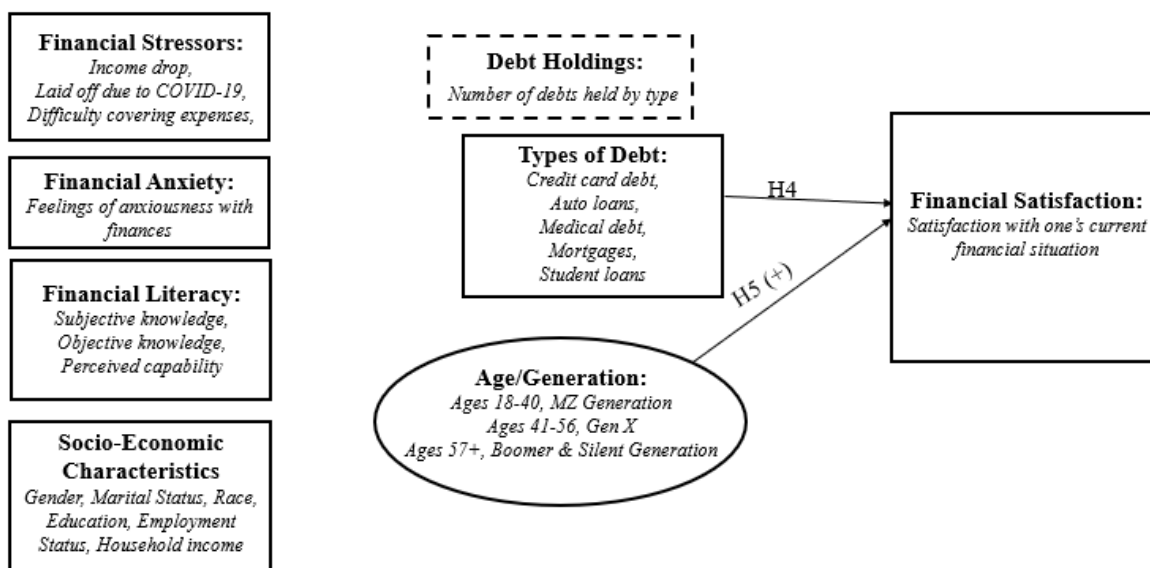 Financial Stressors:
Income drop,
Laid off due to COVID-19,
Difficulty covering expenses,
Financial Anxiety:
Feelings of anxiousness with
finances
Financial Literacy:
Subjective knowledge,
Objective knowledge,
Perceived capability
Socio-Economic
Characteristics
Gender, Marital Status, Race,
Education, Employment
Status, Household income
Debt Holdings:
Number of debts held by type
Types of Debt:
Credit card debt,
Auto loans,
Medical debt,
Mortgages,
Student loans
H4
H5 (+)
Age/Generation:
Ages 18-40, MZ Generation
Ages 41-56, Gen X
Ages 57+, Boomer & Silent Generation
Financial Satisfaction:
Satisfaction with one's current
financial situation